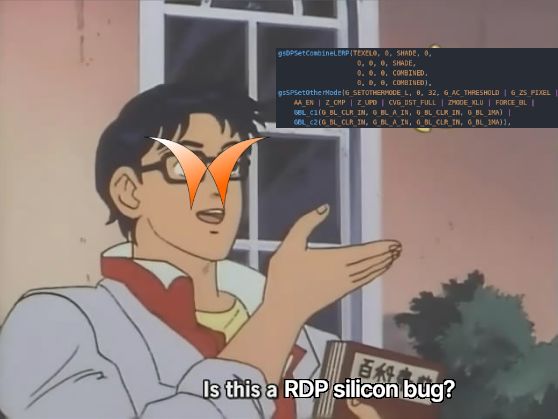 gsDPSetCombineLERP(TEXEL0, 0, SHADE, 0,
0, 0, 0, SHADE,
0, 0, 0, COMBINED,
0, 0, 0, COMBINED),
gsSPSetOtherMode(G_SETOTHERMODE_L, 0, 32, G_AC_THRESHOLD | G_ZS_PIXEL |
AA_EN | Z_CMP | Z_UPD | CVG_DST_FULL | ZMODE_XLU | FORCE_BL |
GBL_c1(G_BL_CLR_IN, G_BL_A_IN, G_BL_CLR_IN, G_BL_1MA) |
GBL_c2(G_BL_CLR_IN, G_BL_A_IN, G_BL_CLR_IN, G_BL_1MA)),
Is this a RDP silicon bug?